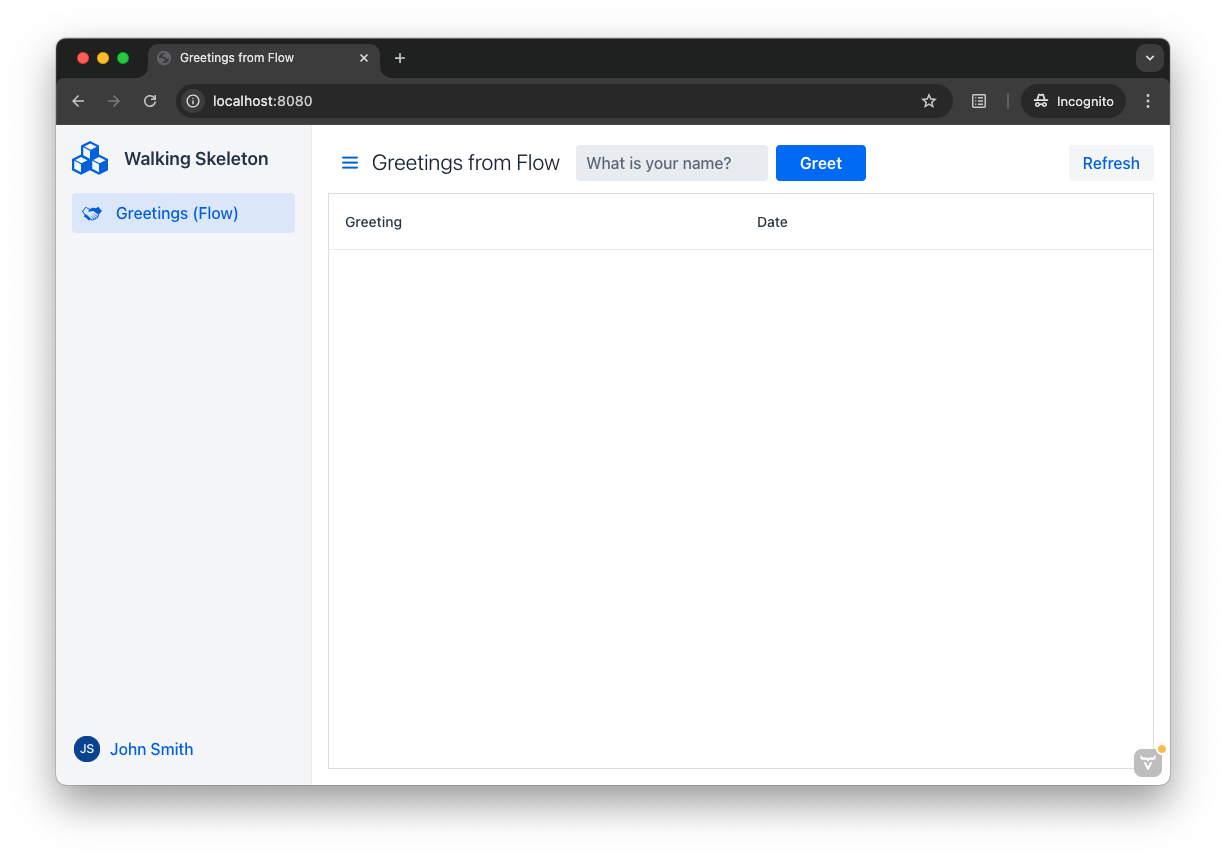 Greetings from Flow
localhost:8080
Incognito
Walking Skeleton
Greetings from Flow
What is your name?
Greet
Refresh
Greetings (Flow)
Greeting
Date
JS
John Smith